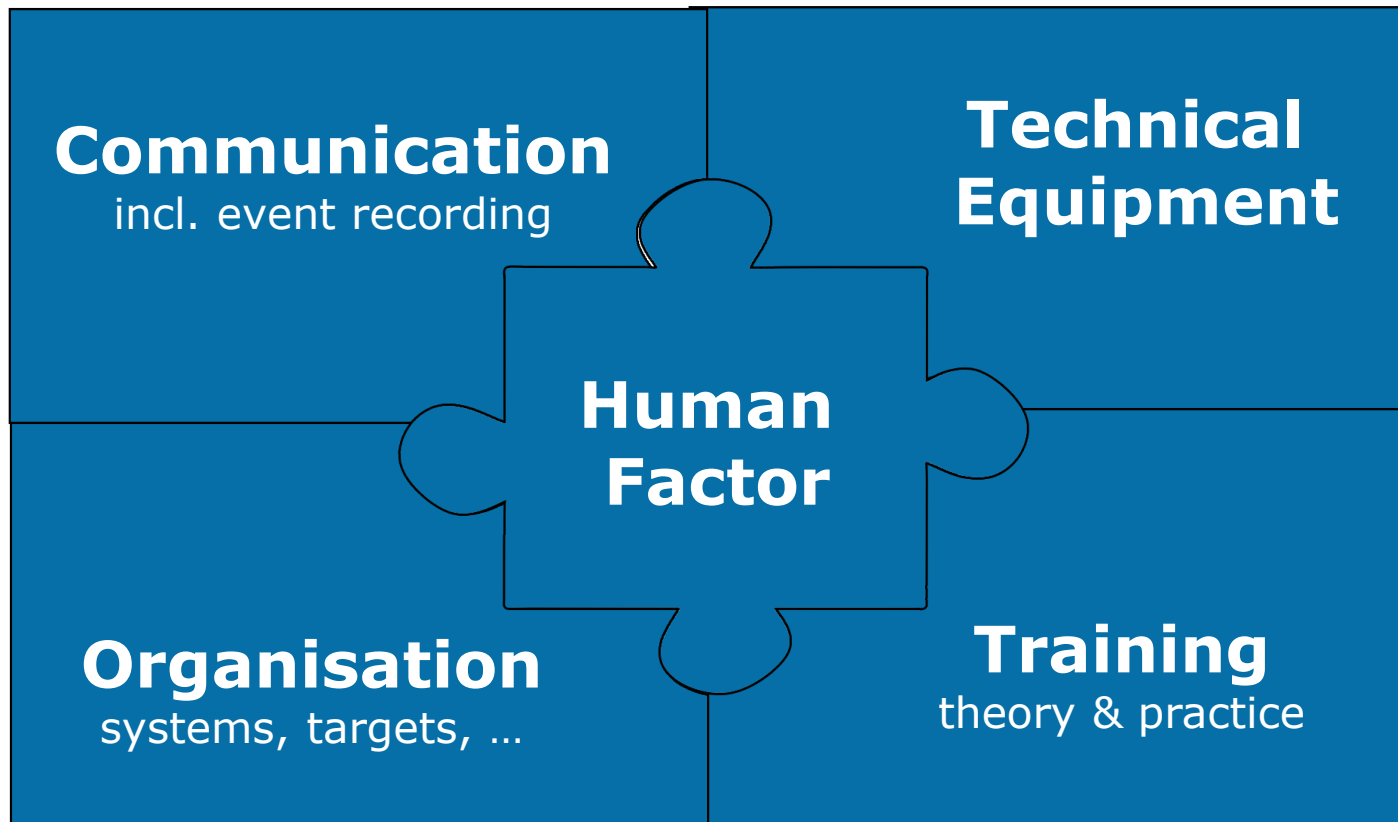 Communication
incl. event recording
Technical
Equipment
Human
Factor
Organisation
systems, targets, …
Training
theory & practice